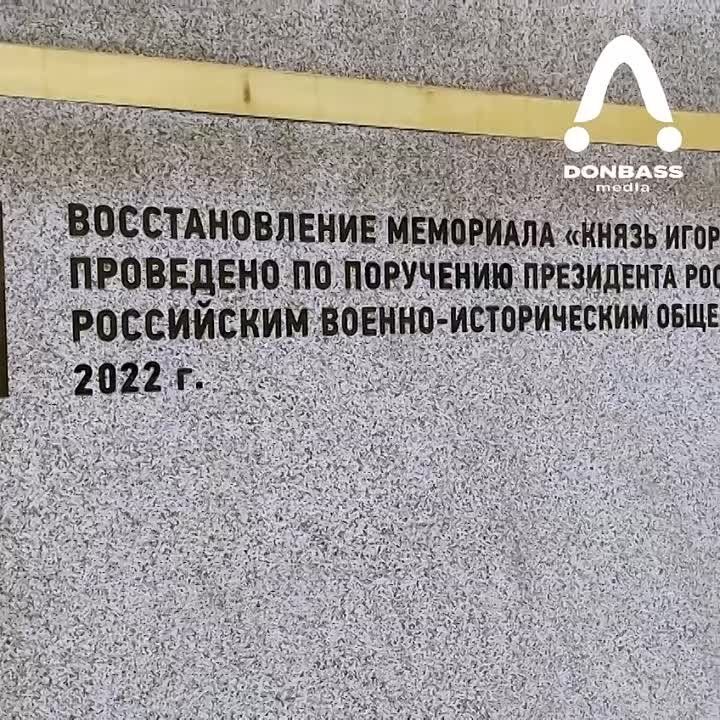 DONBASS
media
ВОССТАНОВЛЕНИЕ МЕМОРИАЛА «КНЯЗЬ ИГОР
ПРОВЕДЕНО ПО ПОРУЧЕНИЮ ПРЕЗИДЕНТА РОС
РОССИЙСКИМ ВОЕННО-ИСТОРИЧЕСКИМ ОБЩЕ
2022 г.